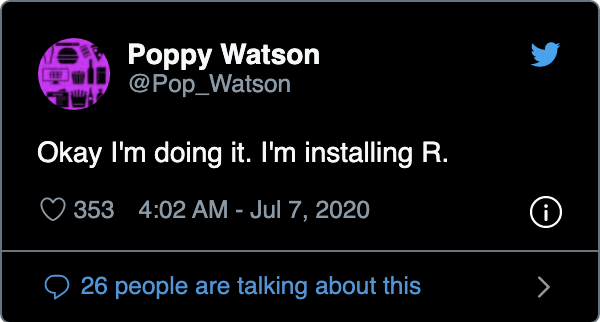 Poppy Watson
@Pop_Watson
Okay I'm doing it. I'm installing R.
353 4:02 AM - Jul 7, 2020
26 people are talking about this